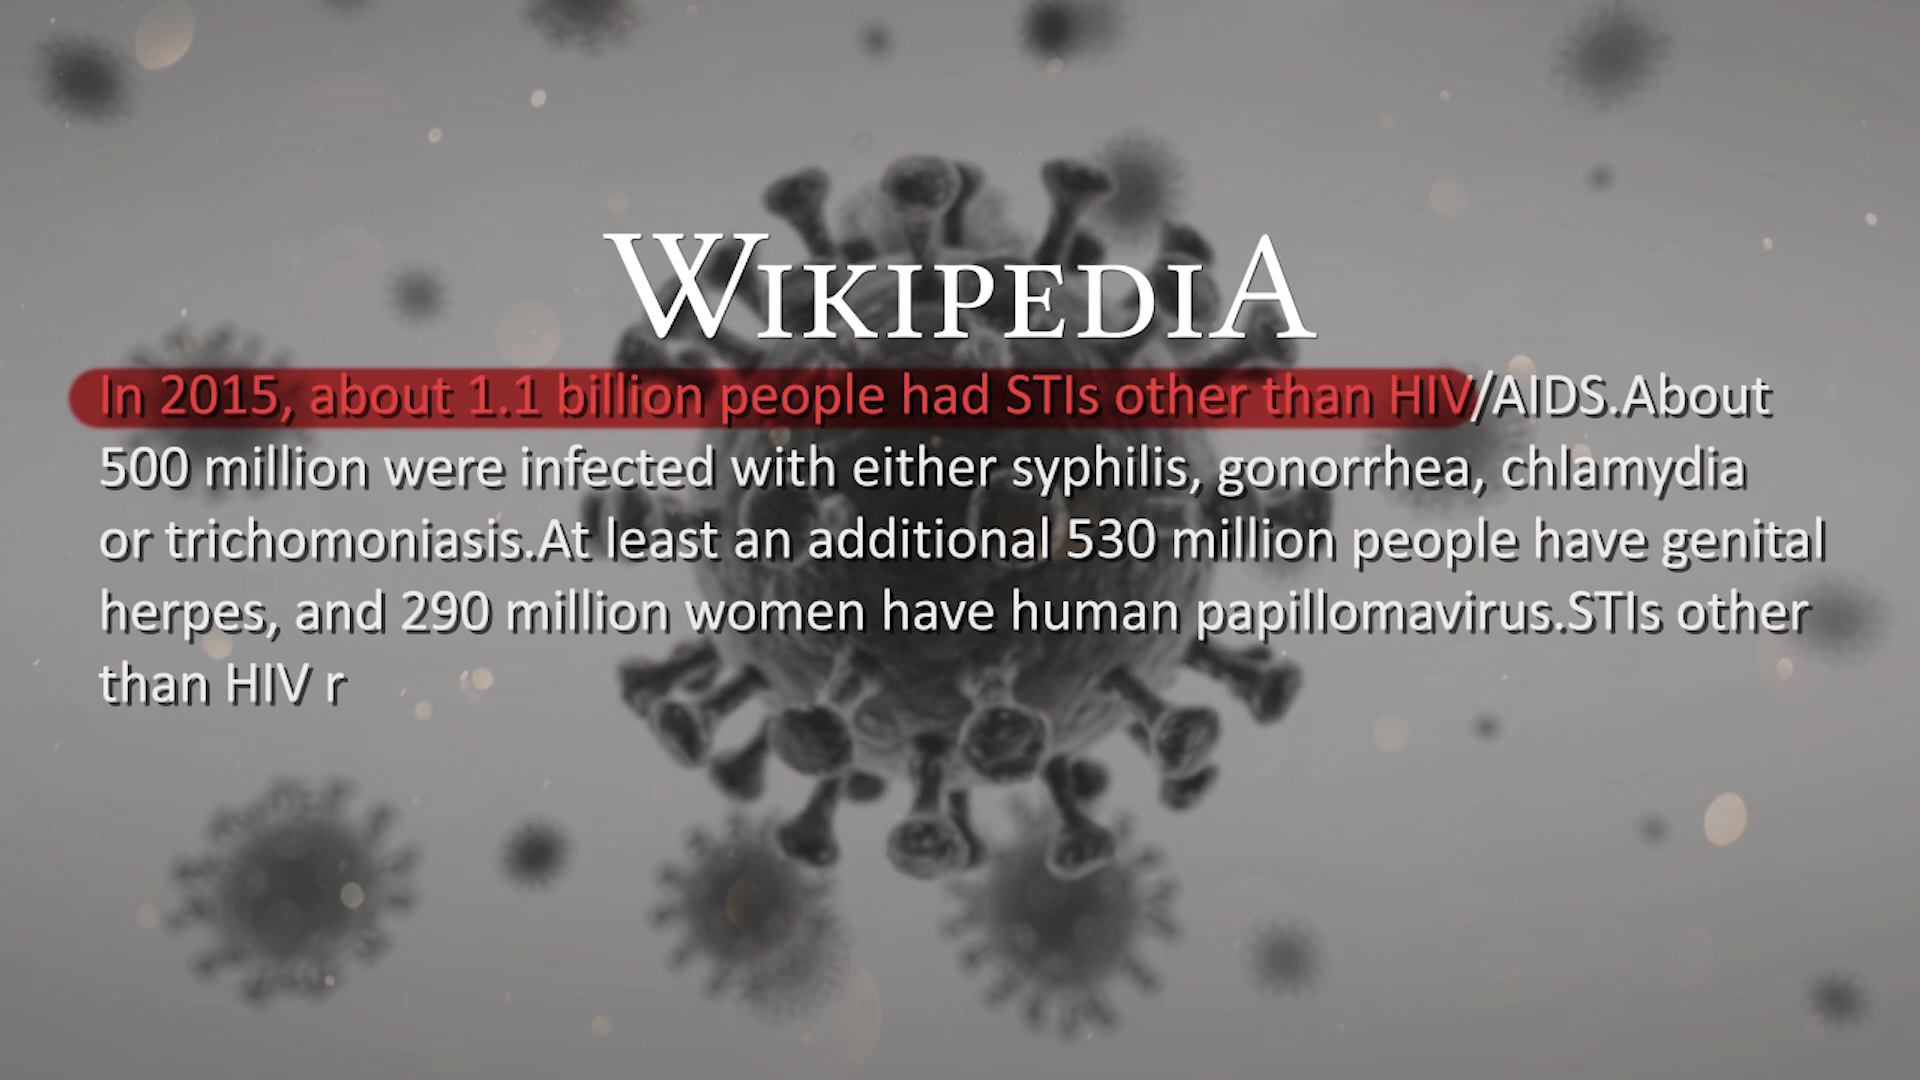 WIKIPEDIA
In 2015, about 1.1 billion people had STIs other than HIV/AIDS.About
500 million were infected with either syphilis, gonorrhea, chlamydia
or trichomoniasis.At least an additional 530 million people have genital
herpes, and 290 million women have human papillomavirus.STIs other
than HIV r